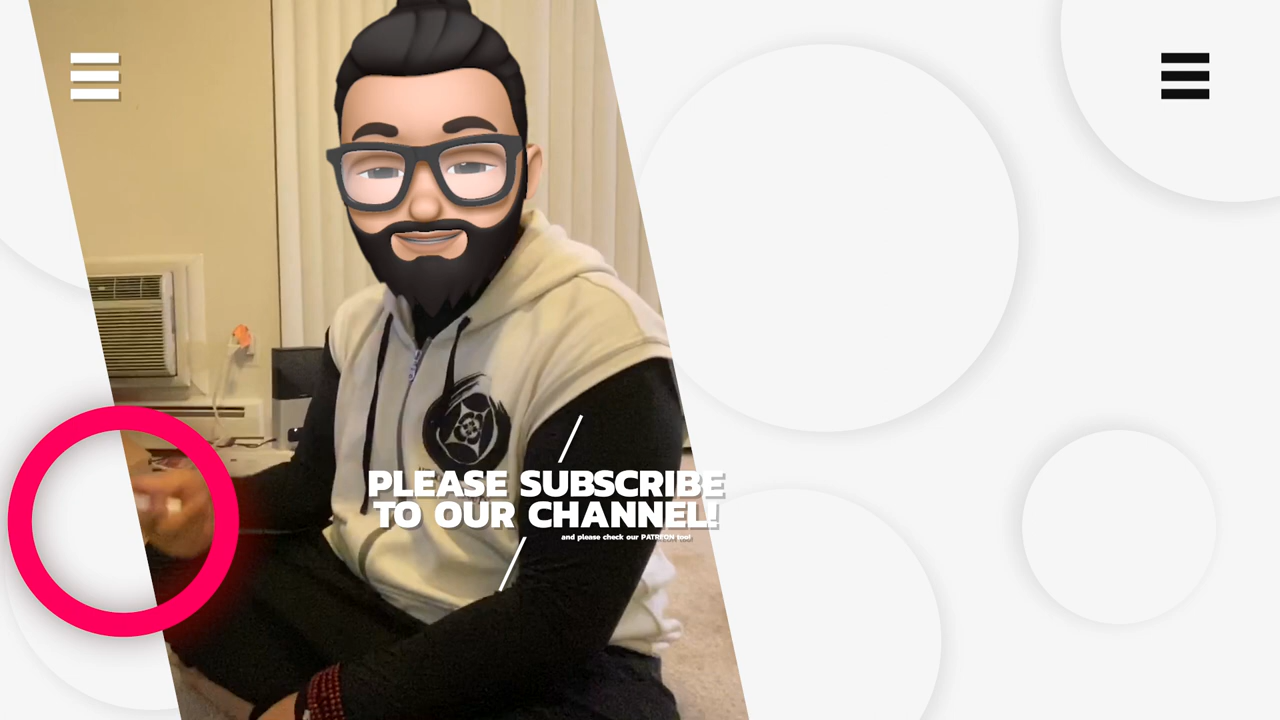 PLEASE SUBSCRIBE
TO OUR CHANNEL!
and please check our PATREON too!